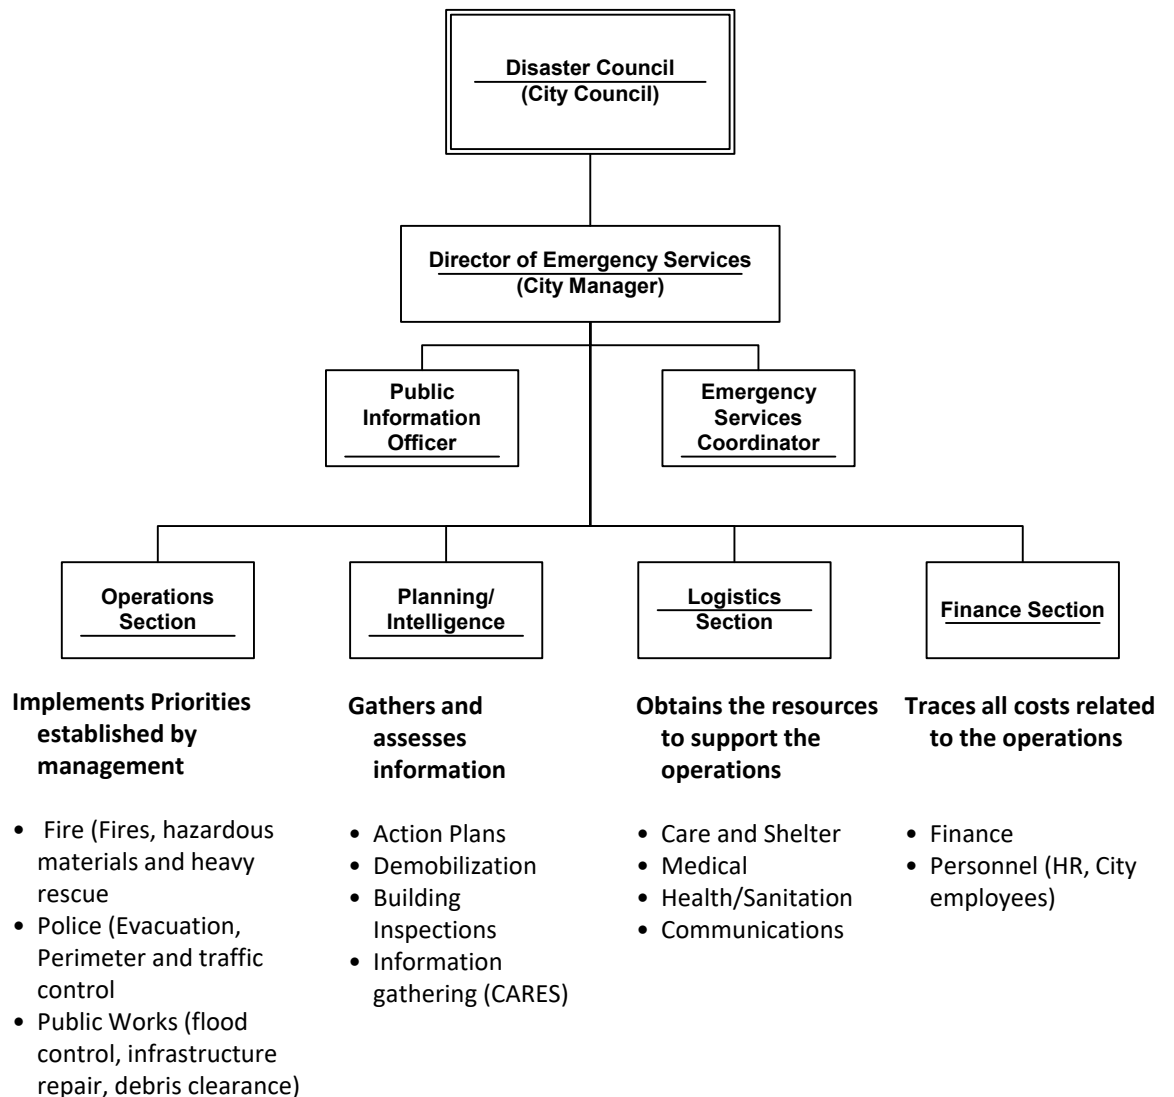 Disaster Council
(City Council)
Director of Emergency Services
(City Manager)
Public
Information
Officer
Emergency
Services
Coordinator
Operations
Section
Planning/
Intelligence
Logistics
Section
Finance Section
Implements Priorities
established by
management
• Fire (Fires, hazardous
materials and heavy
rescue
• Police (Evacuation,
Perimeter and traffic
control
• Public Works (flood
control, infrastructure
repair, debris clearance)
Gathers and
assesses
information
• Action Plans
• Demobilization
• Building
Inspections
• Information
gathering (CARES)
Obtains the resources
to support the
operations
• Care and Shelter
• Medical
• Health/Sanitation
• Communications
Traces all costs related
to the operations
• Finance
• Personnel (HR, City
employees)